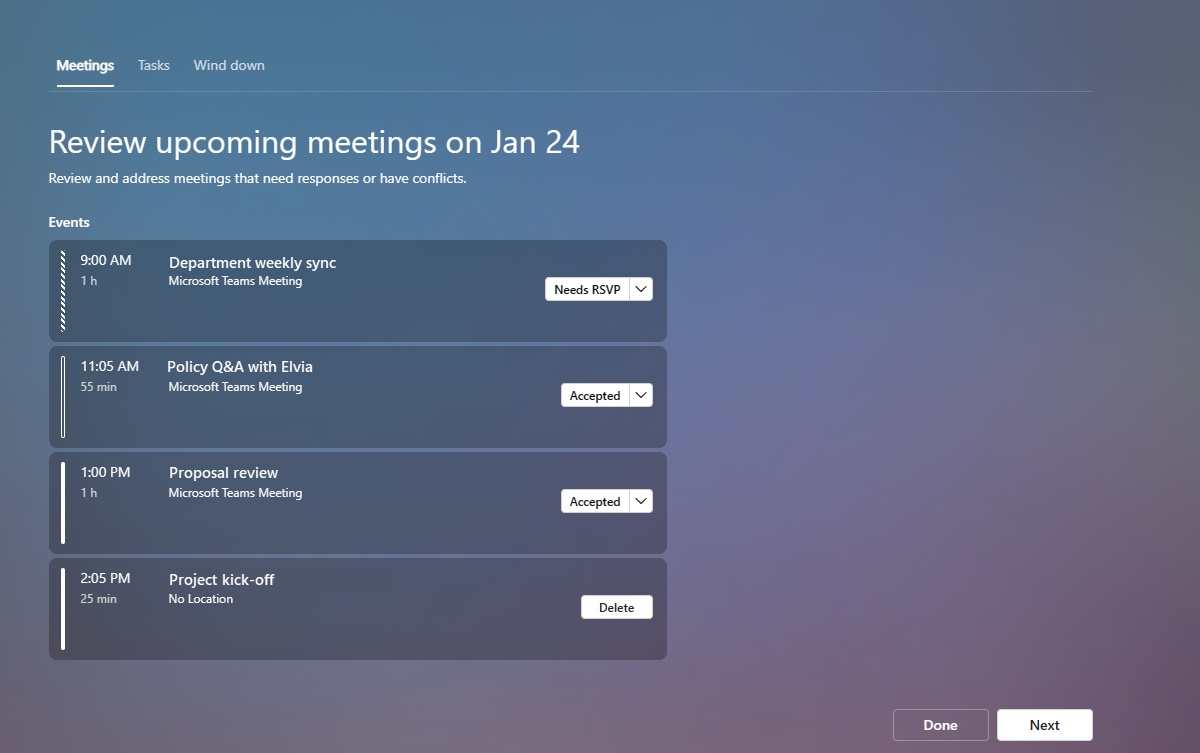 Meetings Tasks Wind down
Review upcoming meetings on Jan 24
Review and address meetings that need responses or have conflicts.
Events
9:00 AM Department weekly sync
1 h Microsoft Teams Meeting
Needs RSVP
11:05 AM Policy Q&A with Elvia
55 min Microsoft Teams Meeting
Accepted
1:00 PM Proposal review
1 h Microsoft Teams Meeting
Accepted
2:05 PM Project kick-off
25 min No Location
Delete
Done Next